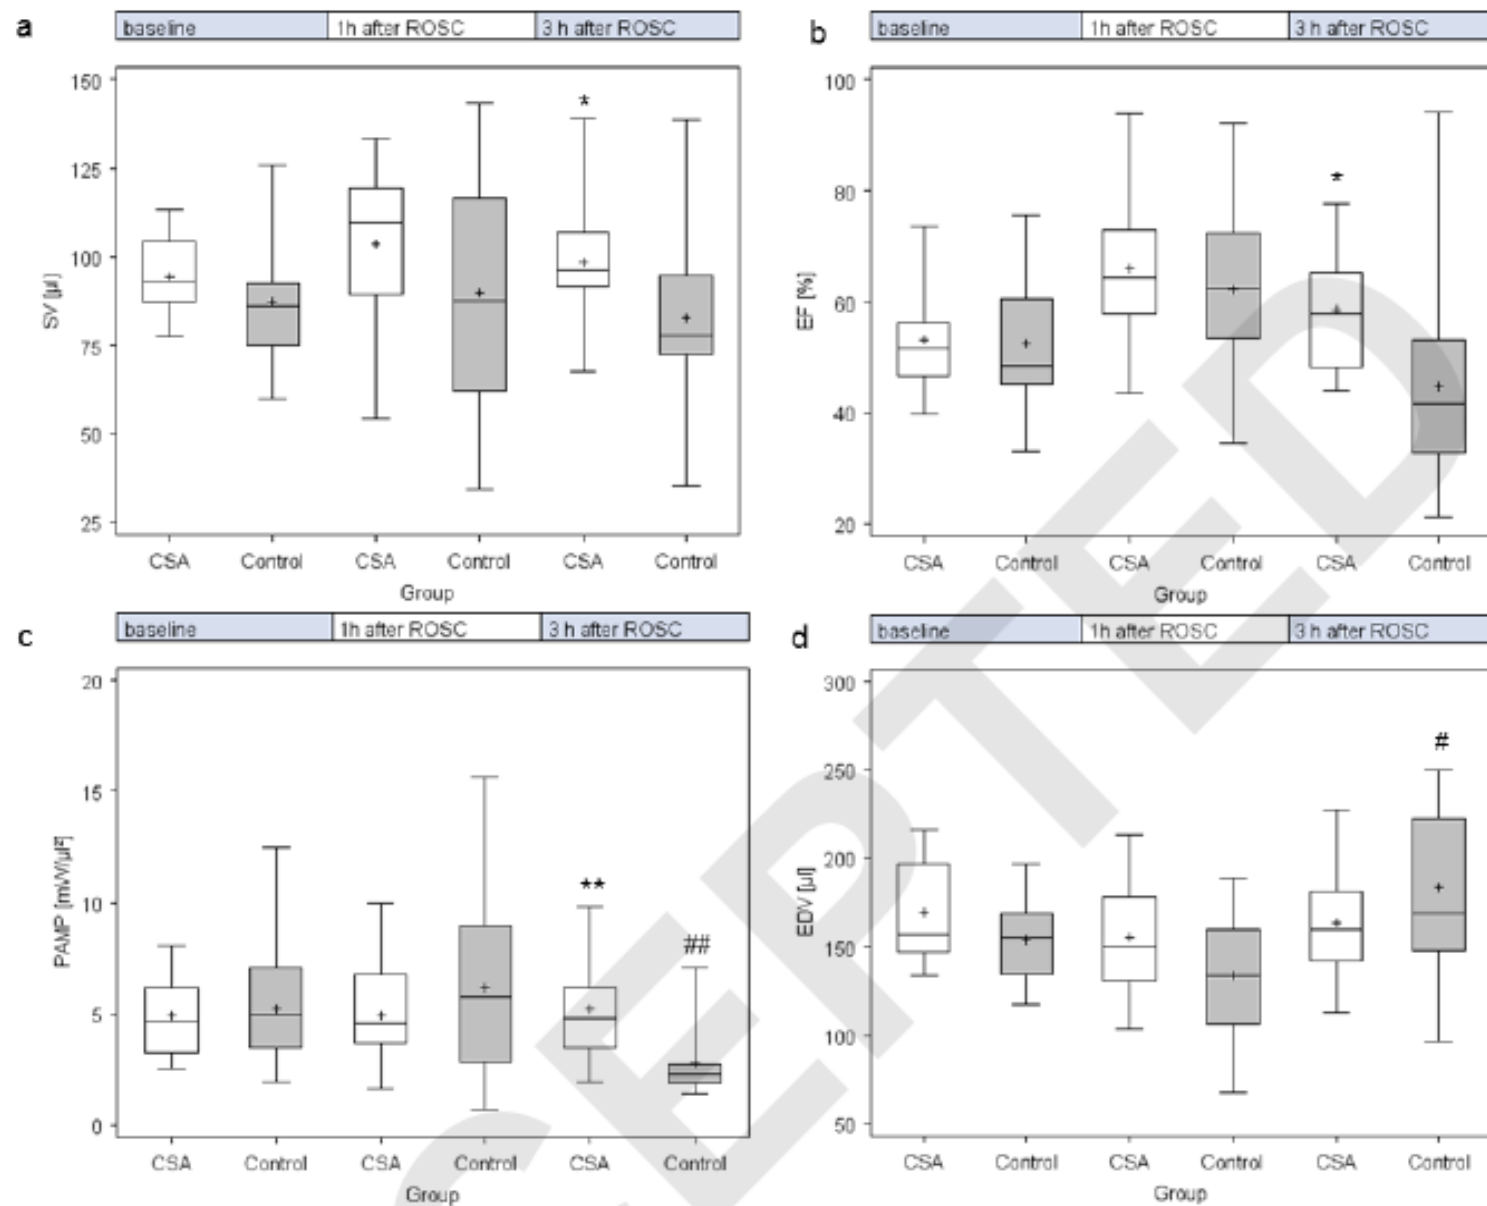 a
baseline 1h after ROSC 3 h after ROSC
150
125
100
75
50
25
SV [µl]
*
CSA Control CSA Control CSA Control
Group
b
baseline 1h after ROSC 3 h after ROSC
100
80
60
40
20
EF [%]
*
CSA Control CSA Control CSA Control
Group
c
baseline 1h after ROSC 3 h after ROSC
20
15
10
5
0
PAMP [mW/µl²]
**
##
CSA Control CSA Control CSA Control
Group
d
baseline 1h after ROSC 3 h after ROSC
300
250
200
150
100
50
EDV [µl]
#
CSA Control CSA Control CSA Control
Group
CEPTED